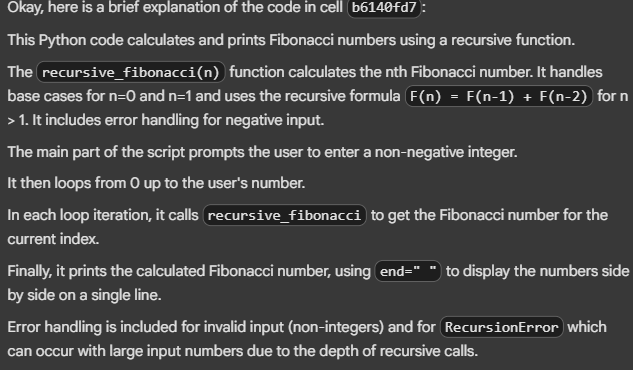 Okay, here is a brief explanation of the code in cell b6140fd7:
This Python code calculates and prints Fibonacci numbers using a recursive function.
The recursive_fibonacci(n) function calculates the nth Fibonacci number. It handles
base cases for n=0 and n=1 and uses the recursive formula F(n) = F(n-1) + F(n-2) for n
> 1. It includes error handling for negative input.
The main part of the script prompts the user to enter a non-negative integer.
It then loops from 0 up to the user's number.
In each loop iteration, it calls recursive_fibonacci to get the Fibonacci number for the
current index.
Finally, it prints the calculated Fibonacci number, using end=" " to display the numbers side
by side on a single line.
Error handling is included for invalid input (non-integers) and for RecursionError which
can occur with large input numbers due to the depth of recursive calls.